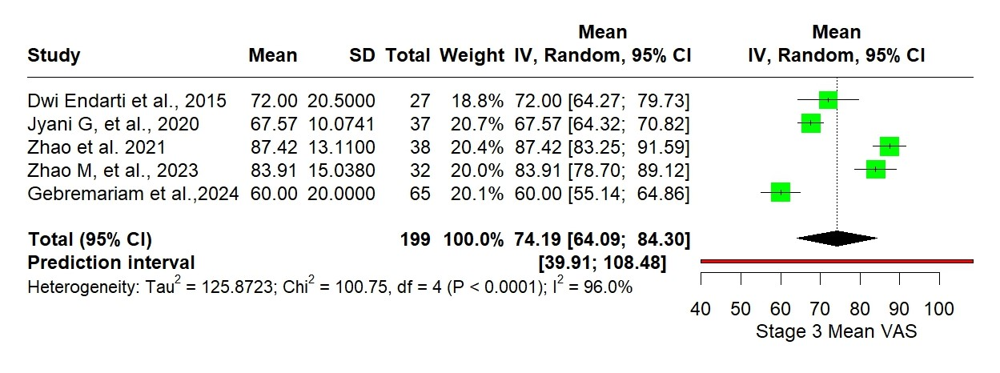 Mean Mean
Study Mean SD Total Weight IV, Random, 95% CI IV, Random, 95% CI
Dwi Endarti et al., 2015 72.00 20.5000 27 18.8% 72.00 [64.27; 79.73]
Jyani G, et al., 2020 67.57 10.0741 37 20.7% 67.57 [64.32; 70.82]
Zhao et al. 2021 87.42 13.1100 38 20.4% 87.42 [83.25; 91.59]
Zhao M, et al., 2023 83.91 15.0380 32 20.0% 83.91 [78.70; 89.12]
Gebremariam et al.,2024 60.00 20.0000 65 20.1% 60.00 [55.14; 64.86]
Total (95% CI) 199 100.0% 74.19 [64.09; 84.30]
Prediction interval [39.91; 108.48]
Heterogeneity: Tau² = 125.8723; Chi² = 100.75, df = 4 (P < 0.0001); I² = 96.0%
40 50 60 70 80 90 100
Stage 3 Mean VAS